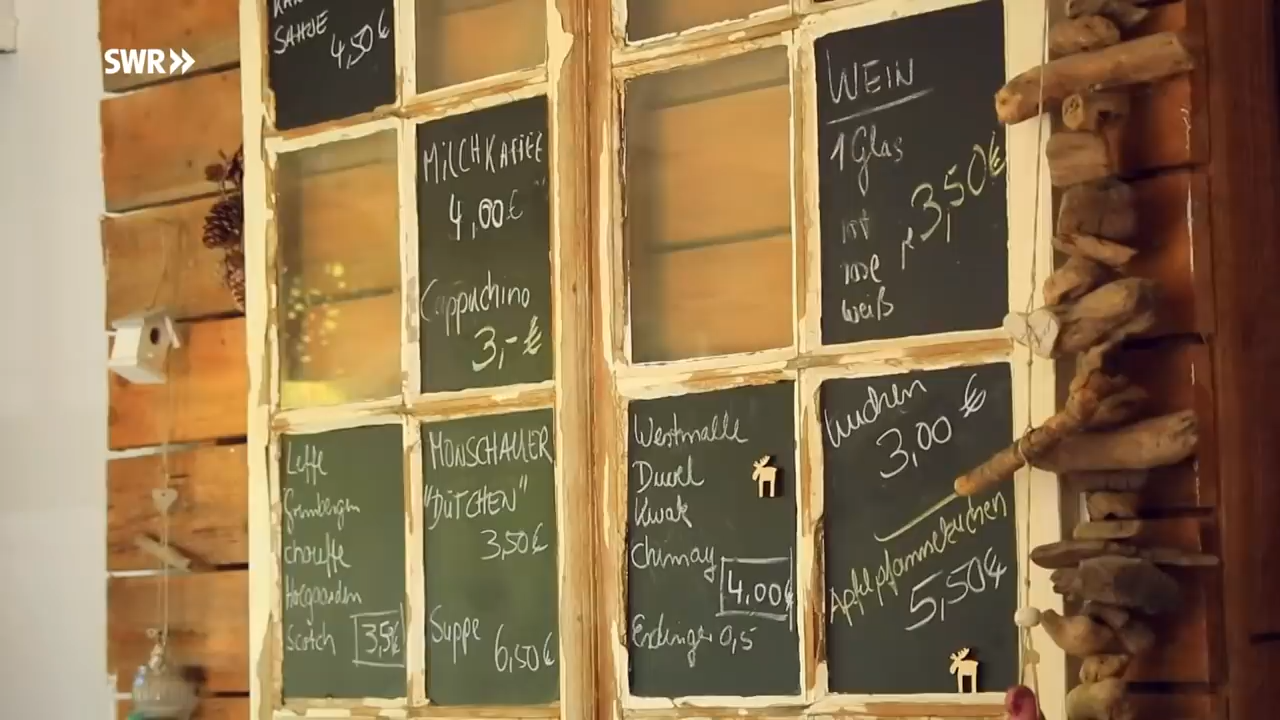 SWR»
SAHNE
4,50 €
MILCHKAFFEE
4,00 €
Cappuchino
3,- €
Leffe
Grimbergen
chouffe
Hoegaarden
Scotch 3,5€
MONSCHAUER
"DÜTCHEN"
3,50 €
Suppe
6,50 €
WEIN
1 Glas
rot
rose
weiß
3,50 €
Westmalle
Duvel
Kwak
Chimay
4,00 €
Erdinger 0,5
Kuchen
3,00 €
Apfelpfannekuchen
5,50 €